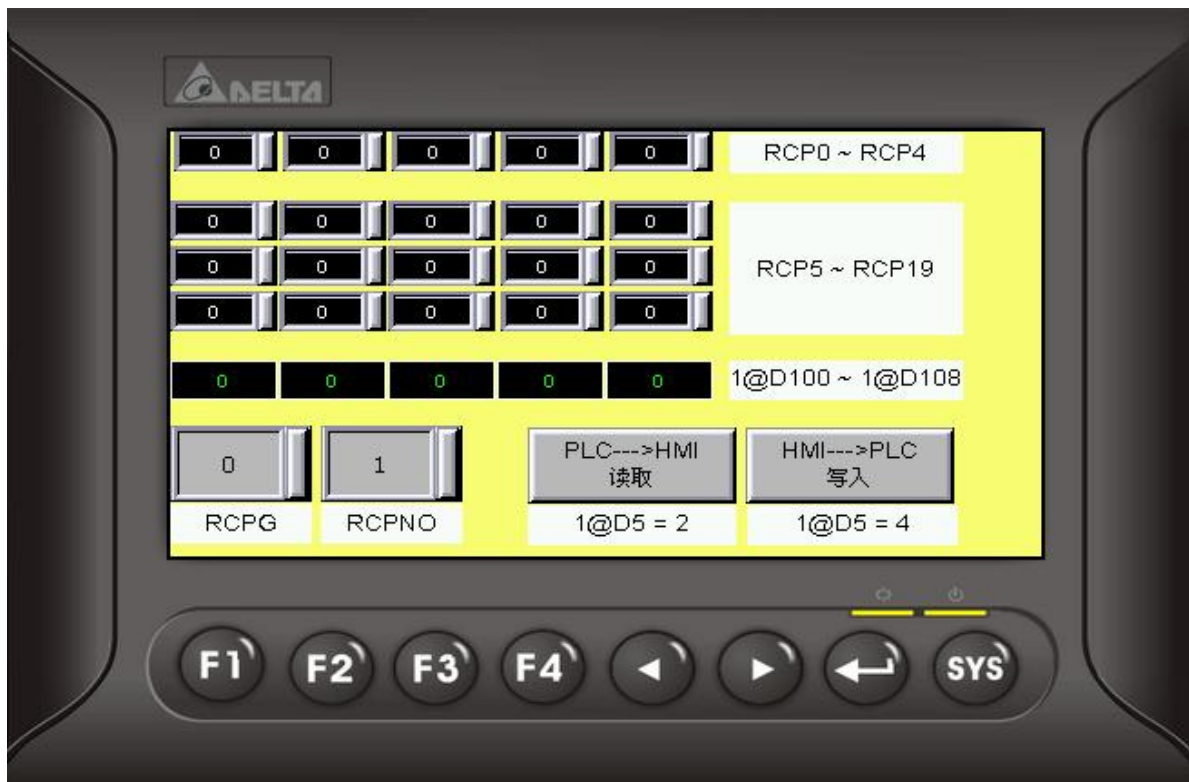 DELTA
0 0 0 0 0 RCP0 ~ RCP4
0 0 0 0 0
0 0 0 0 0 RCP5 ~ RCP19
0 0 0 0 0
0 0 0 0 0 1@D100 ~ 1@D108
0 1 PLC--->HMI HMI--->PLC
读取 写入
RCPG RCPNO 1@D5 = 2 1@D5 = 4
F1 F2 F3 F4 SYS